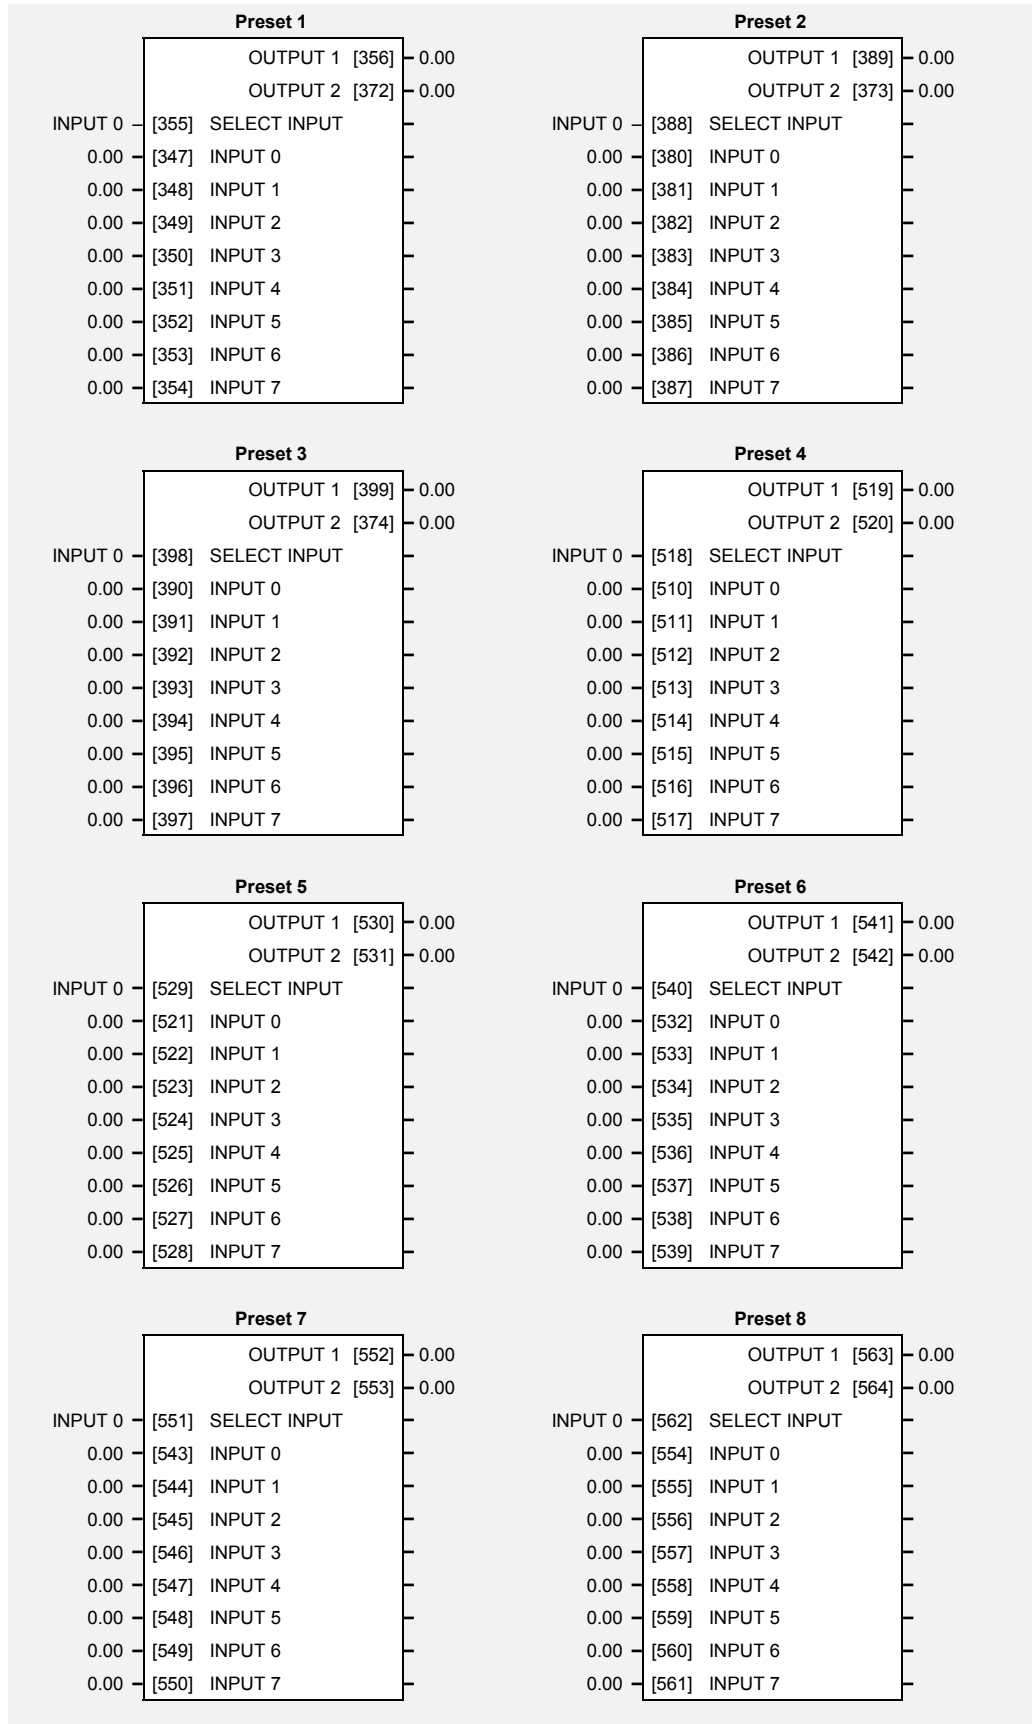 Preset 1
OUTPUT 1 [356] 0.00
OUTPUT 2 [372] 0.00
INPUT 0 [355] SELECT INPUT
0.00 [347] INPUT 0
0.00 [348] INPUT 1
0.00 [349] INPUT 2
0.00 [350] INPUT 3
0.00 [351] INPUT 4
0.00 [352] INPUT 5
0.00 [353] INPUT 6
0.00 [354] INPUT 7
Preset 2
OUTPUT 1 [389] 0.00
OUTPUT 2 [373] 0.00
INPUT 0 [388] SELECT INPUT
0.00 [380] INPUT 0
0.00 [381] INPUT 1
0.00 [382] INPUT 2
0.00 [383] INPUT 3
0.00 [384] INPUT 4
0.00 [385] INPUT 5
0.00 [386] INPUT 6
0.00 [387] INPUT 7
Preset 3
OUTPUT 1 [399] 0.00
OUTPUT 2 [374] 0.00
INPUT 0 [398] SELECT INPUT
0.00 [390] INPUT 0
0.00 [391] INPUT 1
0.00 [392] INPUT 2
0.00 [393] INPUT 3
0.00 [394] INPUT 4
0.00 [395] INPUT 5
0.00 [396] INPUT 6
0.00 [397] INPUT 7
Preset 4
OUTPUT 1 [519] 0.00
OUTPUT 2 [520] 0.00
INPUT 0 [518] SELECT INPUT
0.00 [510] INPUT 0
0.00 [511] INPUT 1
0.00 [512] INPUT 2
0.00 [513] INPUT 3
0.00 [514] INPUT 4
0.00 [515] INPUT 5
0.00 [516] INPUT 6
0.00 [517] INPUT 7
Preset 5
OUTPUT 1 [530] 0.00
OUTPUT 2 [531] 0.00
INPUT 0 [529] SELECT INPUT
0.00 [521] INPUT 0
0.00 [522] INPUT 1
0.00 [523] INPUT 2
0.00 [524] INPUT 3
0.00 [525] INPUT 4
0.00 [526] INPUT 5
0.00 [527] INPUT 6
0.00 [528] INPUT 7
Preset 6
OUTPUT 1 [541] 0.00
OUTPUT 2 [542] 0.00
INPUT 0 [540] SELECT INPUT
0.00 [532] INPUT 0
0.00 [533] INPUT 1
0.00 [534] INPUT 2
0.00 [535] INPUT 3
0.00 [536] INPUT 4
0.00 [537] INPUT 5
0.00 [538] INPUT 6
0.00 [539] INPUT 7
Preset 7
OUTPUT 1 [552] 0.00
OUTPUT 2 [553] 0.00
INPUT 0 [551] SELECT INPUT
0.00 [543] INPUT 0
0.00 [544] INPUT 1
0.00 [545] INPUT 2
0.00 [546] INPUT 3
0.00 [547] INPUT 4
0.00 [548] INPUT 5
0.00 [549] INPUT 6
0.00 [550] INPUT 7
Preset 8
OUTPUT 1 [563] 0.00
OUTPUT 2 [564] 0.00
INPUT 0 [562] SELECT INPUT
0.00 [554] INPUT 0
0.00 [555] INPUT 1
0.00 [556] INPUT 2
0.00 [557] INPUT 3
0.00 [558] INPUT 4
0.00 [559] INPUT 5
0.00 [560] INPUT 6
0.00 [561] INPUT 7